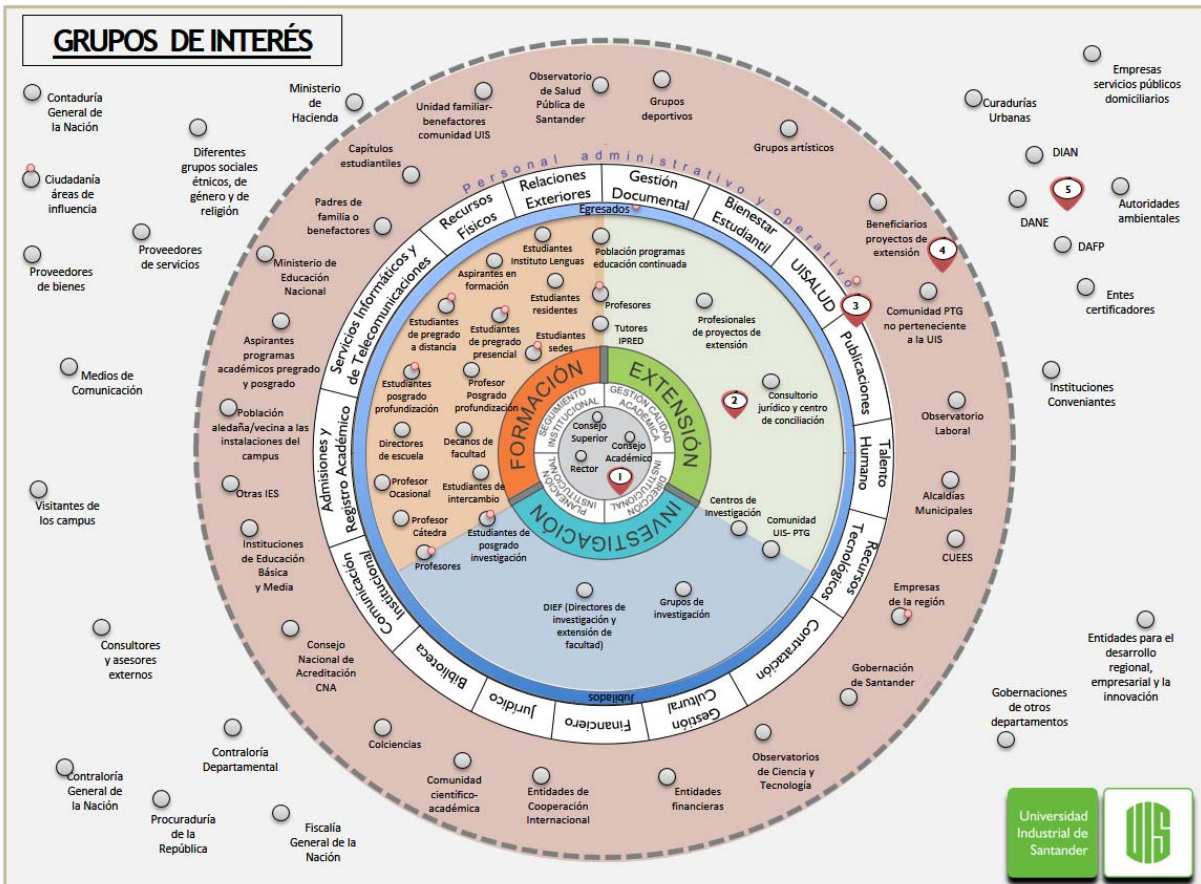 GRUPOS DE INTERÉS
Contaduría
General de
la Nación
Ministerio
de
Hacienda
Unidad familiar-
benefactores
comunidad UIS
Observatorio
de Salud
Pública de
Santander
Grupos
deportivos
Grupos artísticos
Empresas
servicios públicos
domiciliarios
Curadurías
Urbanas
DIAN
5
DANE
Autoridades
ambientales
DAFP
Entes
certificadores
Instituciones
Convenientes
Ciudadanía
áreas de
influencia
Diferentes
grupos sociales
étnicos, de
género y de
religión
Capítulos
estudiantiles
Padres de
familia o
benefactores
Proveedores
de bienes
Proveedores
de servicios
Ministerio de
Educación
Nacional
Aspirantes
programas
académicos pregrado
y posgrado
Medios de
Comunicación
Población
aledaña/vecina a las
instalaciones del
campus
Otras IES
Visitantes de
los campus
Instituciones
de Educación
Básica
y Media
Consultores
y asesores
externos
Consejo
Nacional de
Acreditación
CNA
Contraloría
Departamental
Contraloría
General de
la Nación
Procuraduría
de la
República
Fiscalía
General de la
Nación
Colciencias
Comunidad
científico-
académica
Entidades de
Cooperación
Internacional
Entidades
financieras
Observatorios
de Ciencia y
Tecnología
Gobernación
de Santander
Empresas
de la región
CUEES
Alcaldías
Municipales
Observatorio
Laboral
Comunidad PTG
no perteneciente
a la UIS
Beneficiarios
proyectos de
extensión
4
3
Gobernaciones
de otros
departamentos
Entidades para el
desarrollo
regional,
empresarial y la
innovación
Personal administrativo y operativo
Servicios Informáticos y
de Telecomunicaciones
Recursos
Físicos
Relaciones
Exteriores
Gestión
Documental
Bienestar
Estudiantil
UISALUD
Publicaciones
Talento
Humano
Recursos
Tecnologicos
Contratación
Gestión
Cultural
Financiero
Jurídico
Biblioteca
Comunicación
Institucional
Admisiones y
Registro Académico
Egresados
Jubilados
Estudiantes
Instituto Lenguas
Aspirantes en
formación
Estudiantes
residentes
Estudiantes
de pregrado
a distancia
Estudiantes
de pregrado
presencial
Estudiantes
sedes
Estudiantes
posgrado
profundización
Profesor
Posgrado
profundización
Directores
de escuela
Decanos de
facultad
Profesor
Ocasional
Estudiantes de
intercambio
Profesor
Cátedra
Estudiantes de
posgrado
investigación
Profesores
Población programas
educación continuada
Profesores
Tutores
IPRED
Profesionales
de proyectos de
extensión
2
Consultorio
jurídico y centro
de conciliación
Centros de
Investigación
Comunidad
UIS- PTG
DIEF (Directores de
investigación y
extensión de
facultad)
Grupos de
investigación
FORMACIÓN
EXTENSIÓN
INVESTIGACIÓN
SEGUIMIENTO
INSTITUCIONAL
GESTIÓN CALIDAD
ACADÉMICA
DIRECCIÓN
INSTITUCIONAL
PLANEACIÓN
INSTITUCIONAL
Consejo
Superior
Consejo
Académico
Rector
1
Universidad
Industrial de
Santander
UIS